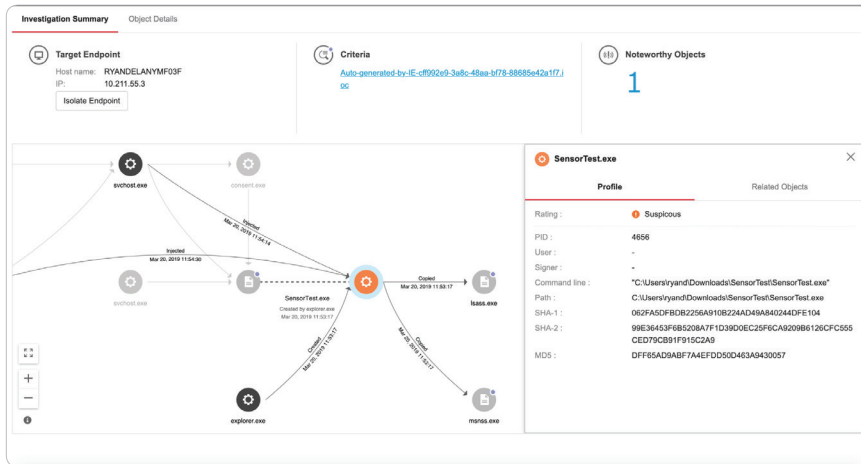 Investigation Summary
Object Details
Target Endpoint
Host name: RYANDELANYMF03F
IP: 10.211.55.3
Isolate Endpoint
Criteria
Auto-generated-by-IE-cff992e9-3a8c-48aa-bf78-88685e42a1f7.i
oc
Noteworthy Objects
1
svchost.exe
consent.exe
Injected
Mar 20, 2019 11:54:14
Injected
Mar 20, 2019 11:54:30
svchost.exe
SensorTest.exe
Created by explorer.exe
Mar 20, 2019 11:53:17
Copied
Mar 20, 2019 11:53:17
lsass.exe
Created
Mar 20, 2019 11:53:17
Copied
Mar 20, 2019 11:53:17
explorer.exe
msnss.exe
SensorTest.exe
Profile
Related Objects
Rating : Suspicous
PID : 4656
User : -
Signer : -
Command line : "C:\Users\ryand\Downloads\SensorTest\SensorTest.exe"
Path : C:\Users\ryand\Downloads\SensorTest\SensorTest.exe
SHA-1 : 062FA5DFBDB2256A910B224AD49A840244DFE104
SHA-2 : 99E36453F6B5208A7F1D39D0EC25F6CA9209B6126CFC555
CED79CB91F915C2A9
MD5 : DFF65AD9ABF7A4EFDD50D463A9430057